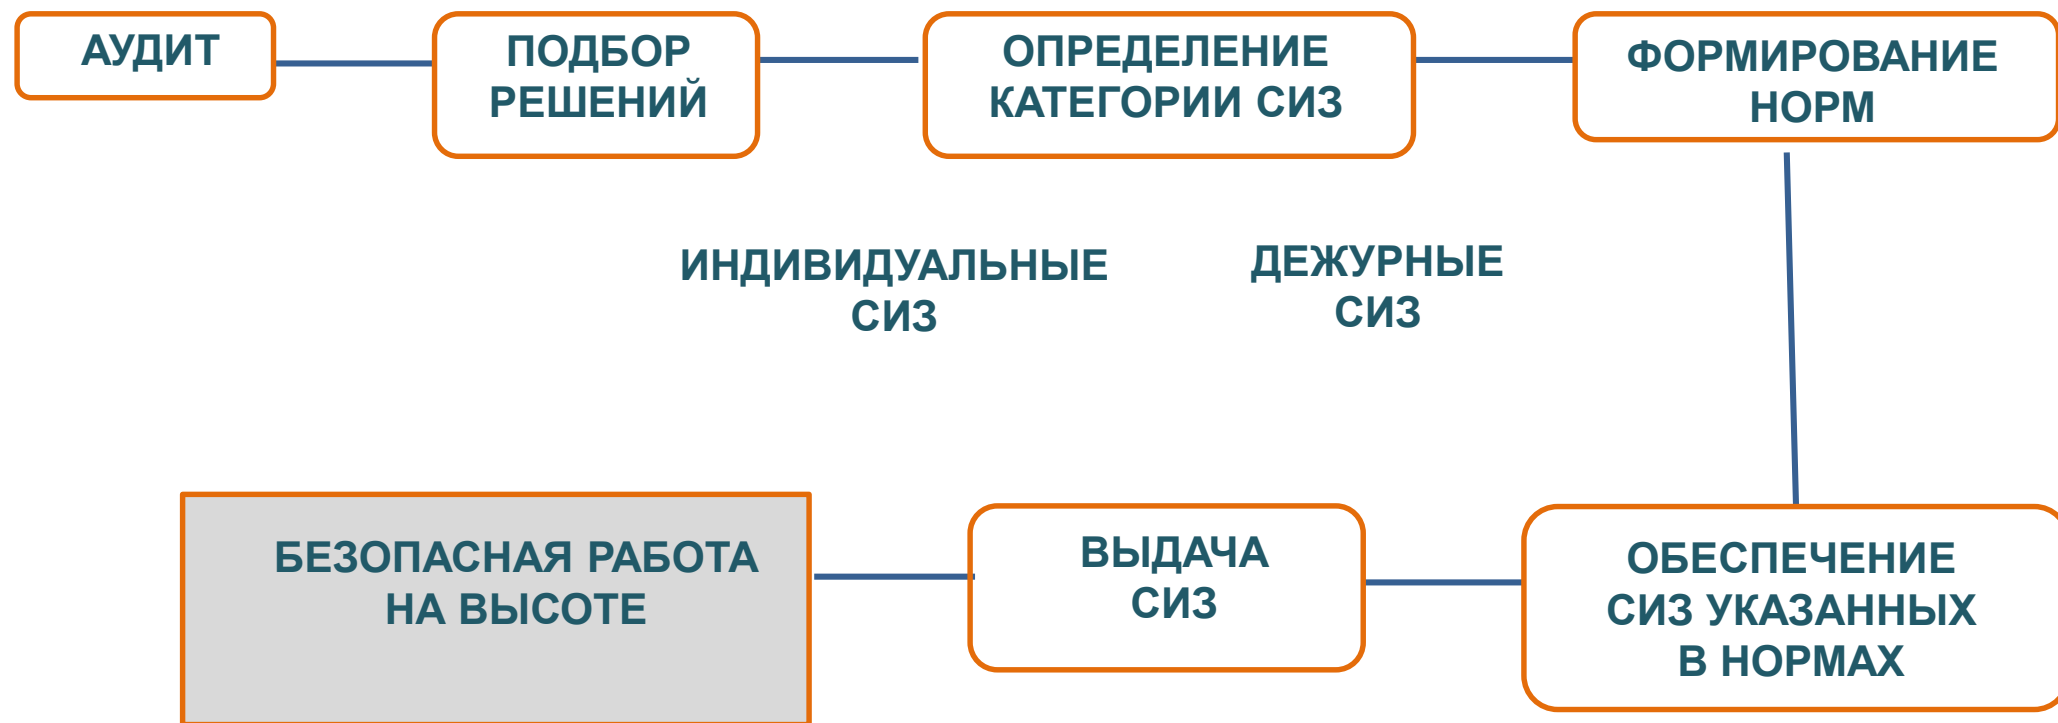 АУДИТ
ПОДБОР
РЕШЕНИЙ
ОПРЕДЕЛЕНИЕ
КАТЕГОРИИ СИЗ
ФОРМИРОВАНИЕ
НОРМ
ИНДИВИДУАЛЬНЫЕ
СИЗ
ДЕЖУРНЫЕ
СИЗ
БЕЗОПАСНАЯ РАБОТА
НА ВЫСОТЕ
ВЫДАЧА
СИЗ
ОБЕСПЕЧЕНИЕ
СИЗ УКАЗАННЫХ
В НОРМАХ